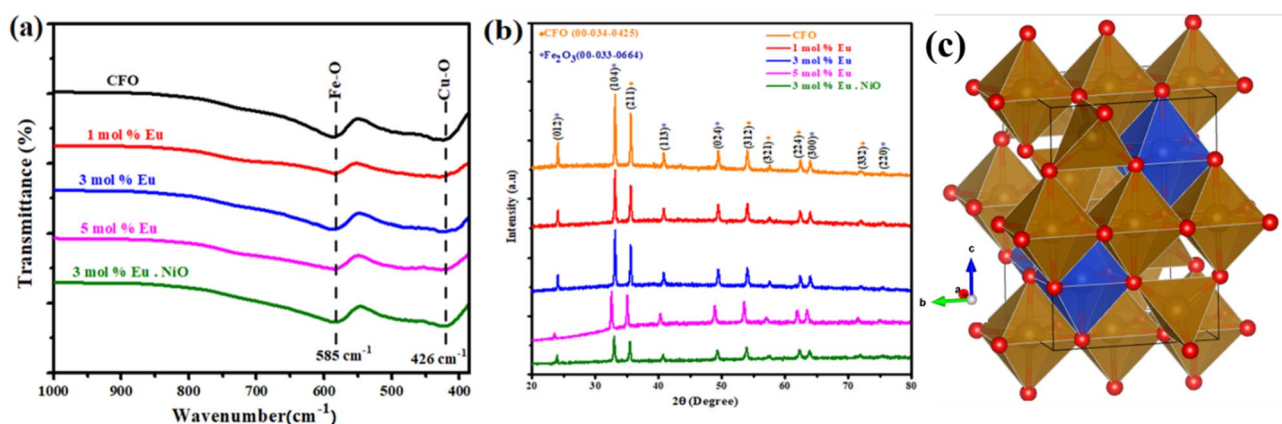 (a)
Fe-O
Cu-O
CFO
1 mol % Eu
3 mol % Eu
5 mol % Eu
3 mol % Eu . NiO
585 cm-1
426 cm-1
Transmittance (%)
1000 900 800 700 600 500 400
Wavenumber(cm-1)
(b)
CFO (00-034-0425)
*Fe2O3(00-033-0664)
CFO
1 mol % Eu
3 mol % Eu
5 mol % Eu
3 mol % Eu . NiO
(012)*
(104)*
(211)
(113)*
(024)*
(312)
(321)
(224)
(300)*
(332)
(220)*
Intensity (a.u)
20 30 40 50 60 70 80
2θ (Degree)
(c)
c
a
b